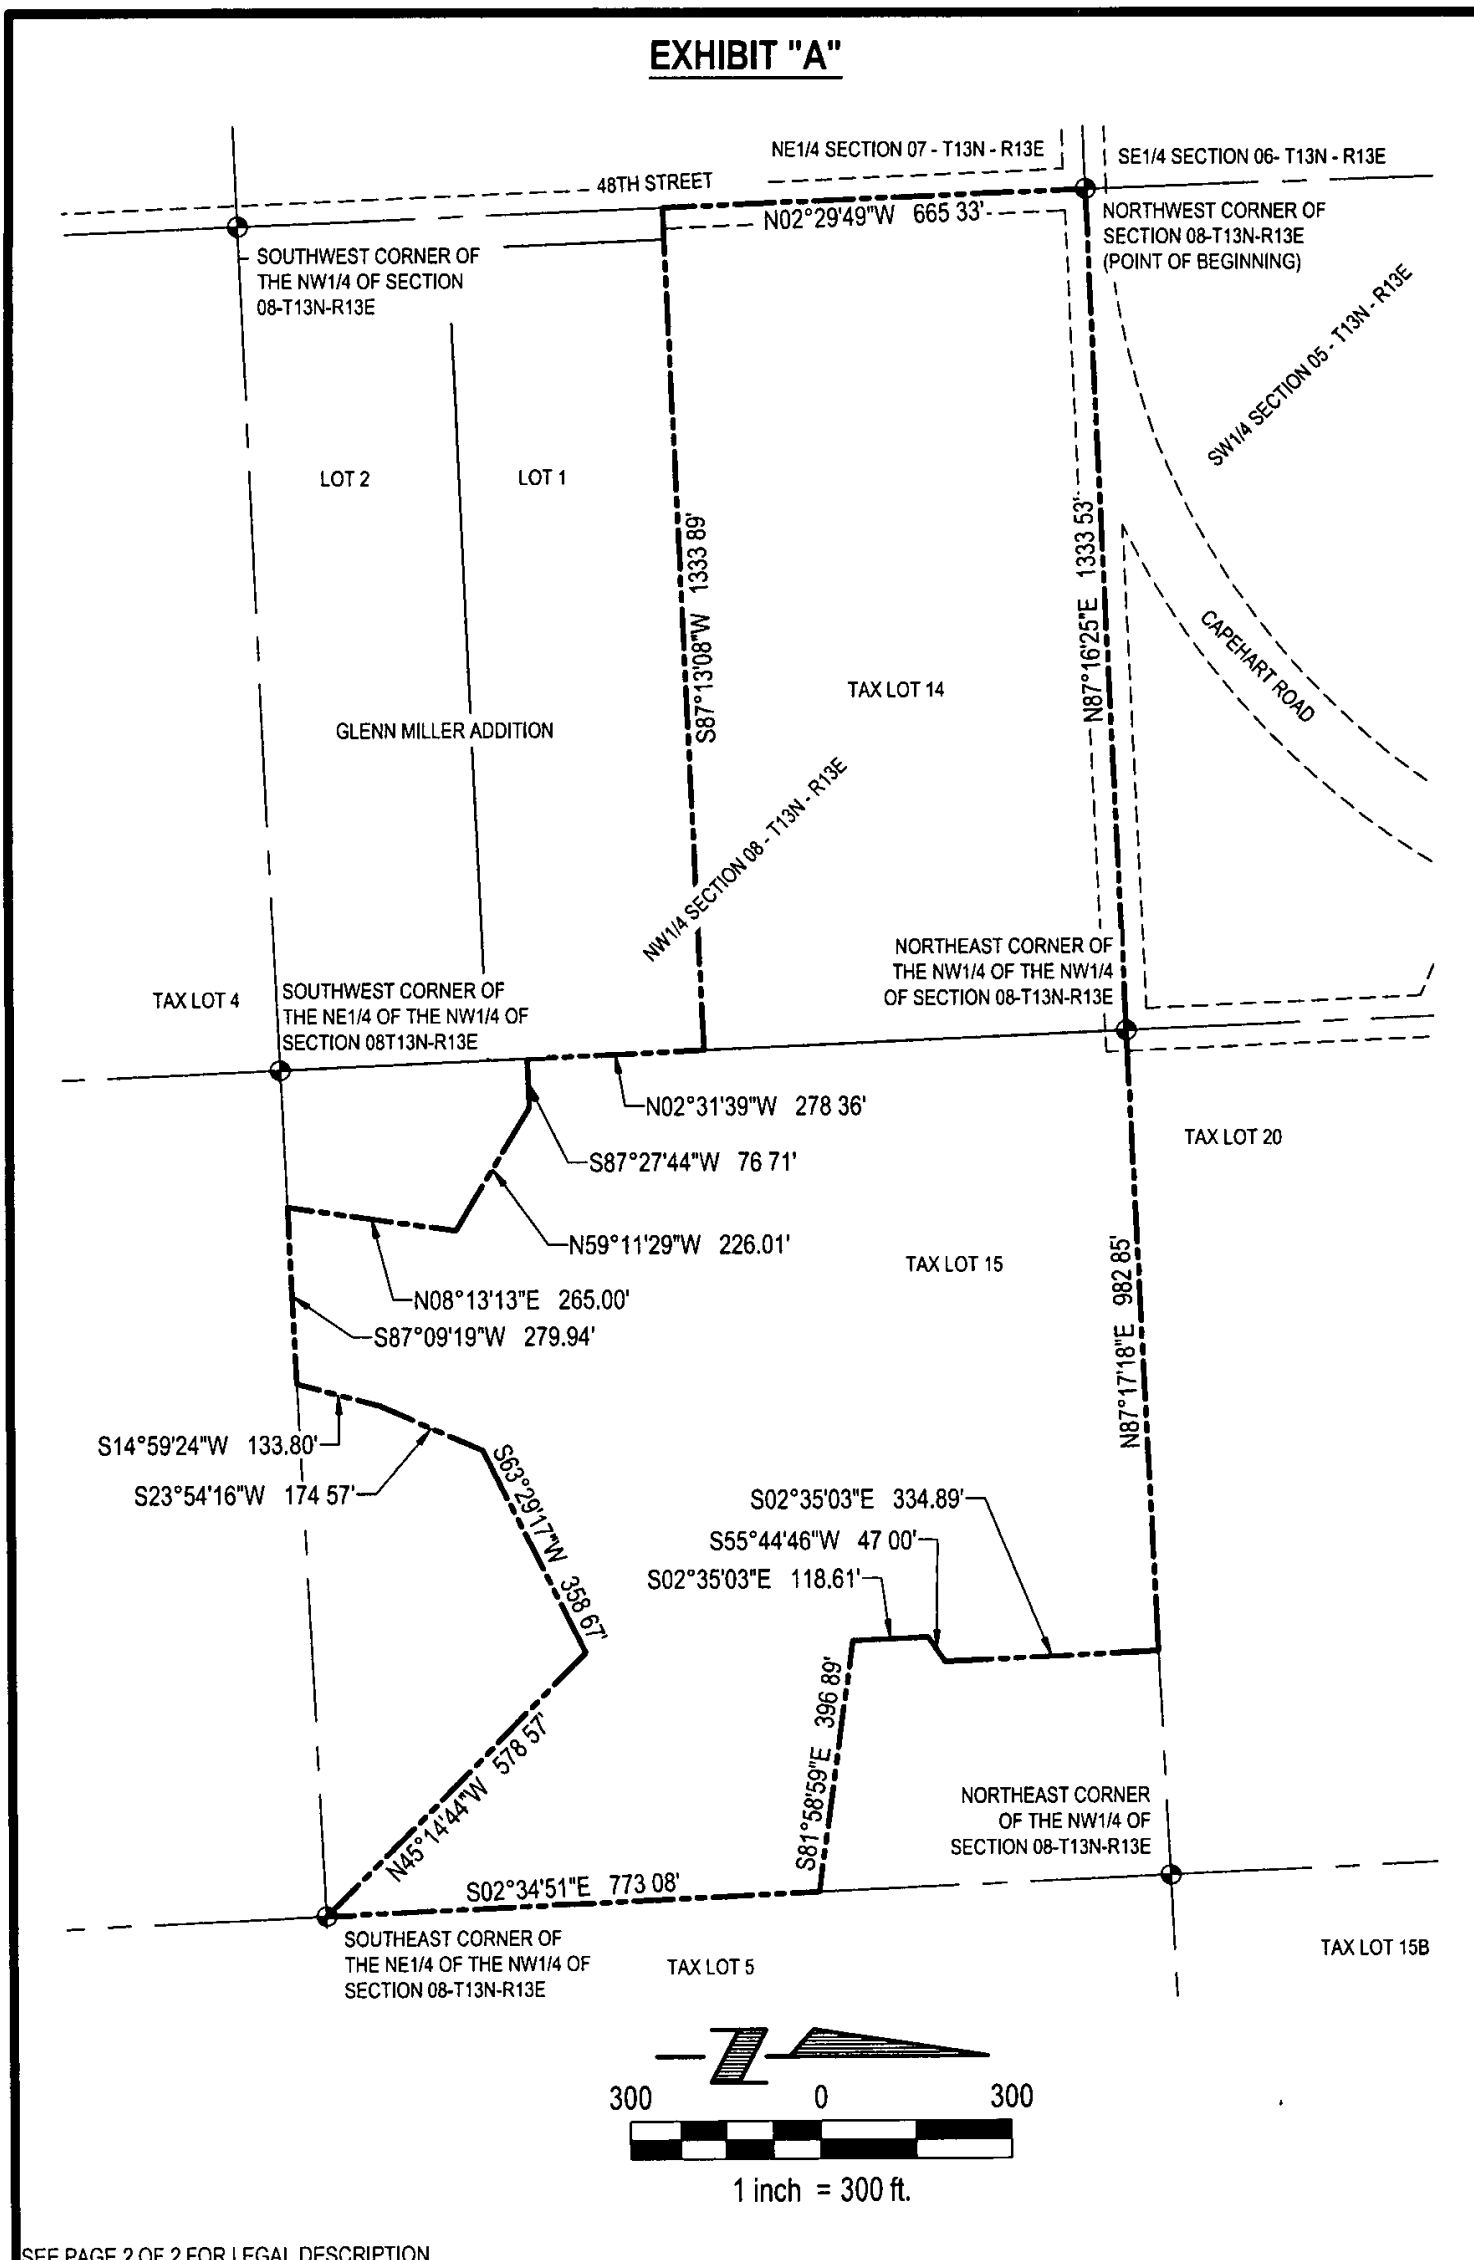 EXHIBIT "A"
NE1/4 SECTION 07 - T13N - R13E
SE1/4 SECTION 06- T13N - R13E
48TH STREET
N02°29'49"W 665 33'
NORTHWEST CORNER OF
SECTION 08-T13N-R13E
(POINT OF BEGINNING)
SOUTHWEST CORNER OF
THE NW1/4 OF SECTION
08-T13N-R13E
SW1/4 SECTION 05 - T13N - R13E
LOT 2
LOT 1
S87°13'08"W 1333 89'
N87°16'25"E 1333 53'
CAPEHART ROAD
TAX LOT 14
GLENN MILLER ADDITION
NW1/4 SECTION 08 - T13N - R13E
NORTHEAST CORNER OF
THE NW1/4 OF THE NW1/4
OF SECTION 08-T13N-R13E
TAX LOT 4
SOUTHWEST CORNER OF
THE NE1/4 OF THE NW1/4 OF
SECTION 08T13N-R13E
N02°31'39"W 278 36'
TAX LOT 20
S87°27'44"W 76 71'
N59°11'29"W 226.01'
TAX LOT 15
N08°13'13"E 265.00'
S87°09'19"W 279.94'
N87°17'18"E 982 85'
S14°59'24"W 133.80'
S23°54'16"W 174 57'
S63°29'17"W 358 67'
S02°35'03"E 334.89'
S55°44'46"W 47 00'
S02°35'03"E 118.61'
S81°58'59"E 396 89'
N45°14'44"W 578 57'
NORTHEAST CORNER
OF THE NW1/4 OF
SECTION 08-T13N-R13E
S02°34'51"E 773 08'
SOUTHEAST CORNER OF
THE NE1/4 OF THE NW1/4 OF
SECTION 08-T13N-R13E
TAX LOT 5
TAX LOT 15B
Z
300 0 300
1 inch = 300 ft.
SEE PAGE 2 OF 2 FOR LEGAL DESCRIPTION